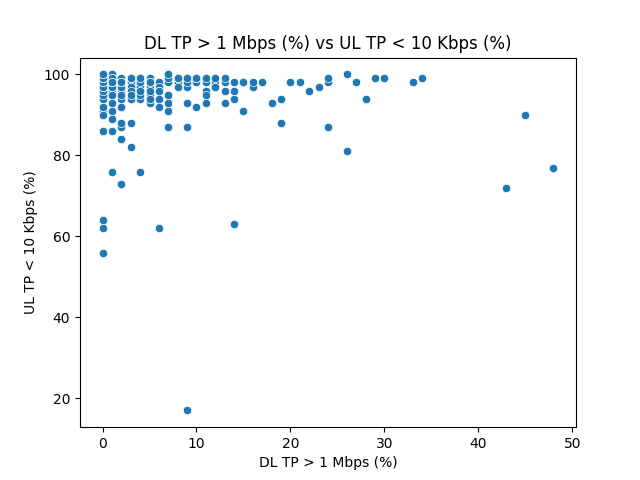 DL TP > 1 Mbps (%) vs UL TP < 10 Kbps (%)
100
80
60
40
20
UL TP < 10 Kbps (%)
0 10 20 30 40 50
DL TP > 1 Mbps (%)